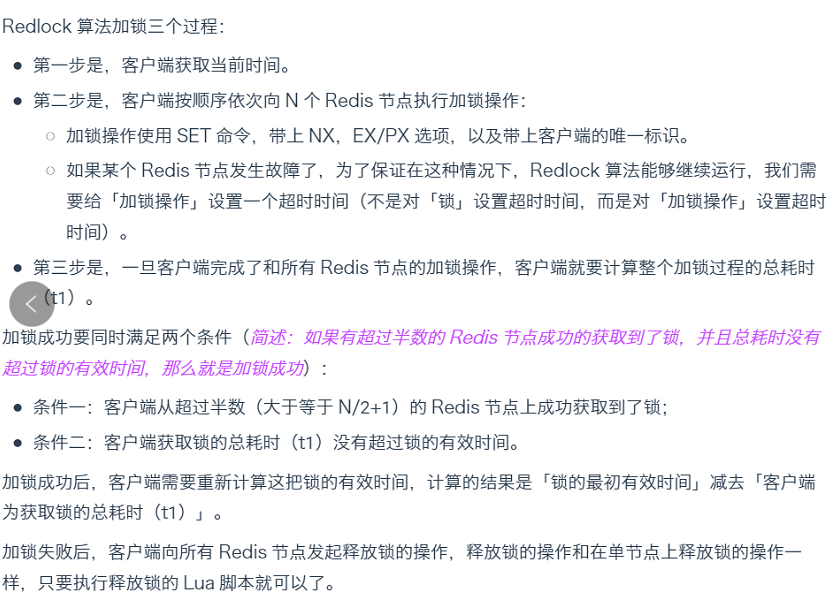 Redlock 算法加锁三个过程：
第一步是，客户端获取当前时间。
第二步是，客户端按顺序依次向 N 个 Redis 节点执行加锁操作：
加锁操作使用 SET 命令，带上 NX，EX/PX 选项，以及带上客户端的唯一标识。
如果某个 Redis 节点发生故障了，为了保证在这种情况下，Redlock 算法能够继续运行，我们需
要给「加锁操作」设置一个超时时间（不是对「锁」设置超时时间，而是对「加锁操作」设置超时
时间）。
第三步是，一旦客户端完成了和所有 Redis 节点的加锁操作，客户端就要计算整个加锁过程的总耗时
（t1）。
加锁成功要同时满足两个条件（简述：如果有超过半数的 Redis 节点成功的获取到了锁，并且总耗时没有
超过锁的有效时间，那么就是加锁成功）：
条件一：客户端从超过半数（大于等于 N/2+1）的 Redis 节点上成功获取到了锁；
条件二：客户端获取锁的总耗时（t1）没有超过锁的有效时间。
加锁成功后，客户端需要重新计算这把锁的有效时间，计算的结果是「锁的最初有效时间」减去「客户端
为获取锁的总耗时（t1）」。
加锁失败后，客户端向所有 Redis 节点发起释放锁的操作，释放锁的操作和在单节点上释放锁的操作一
样，只要执行释放锁的 Lua 脚本就可以了。